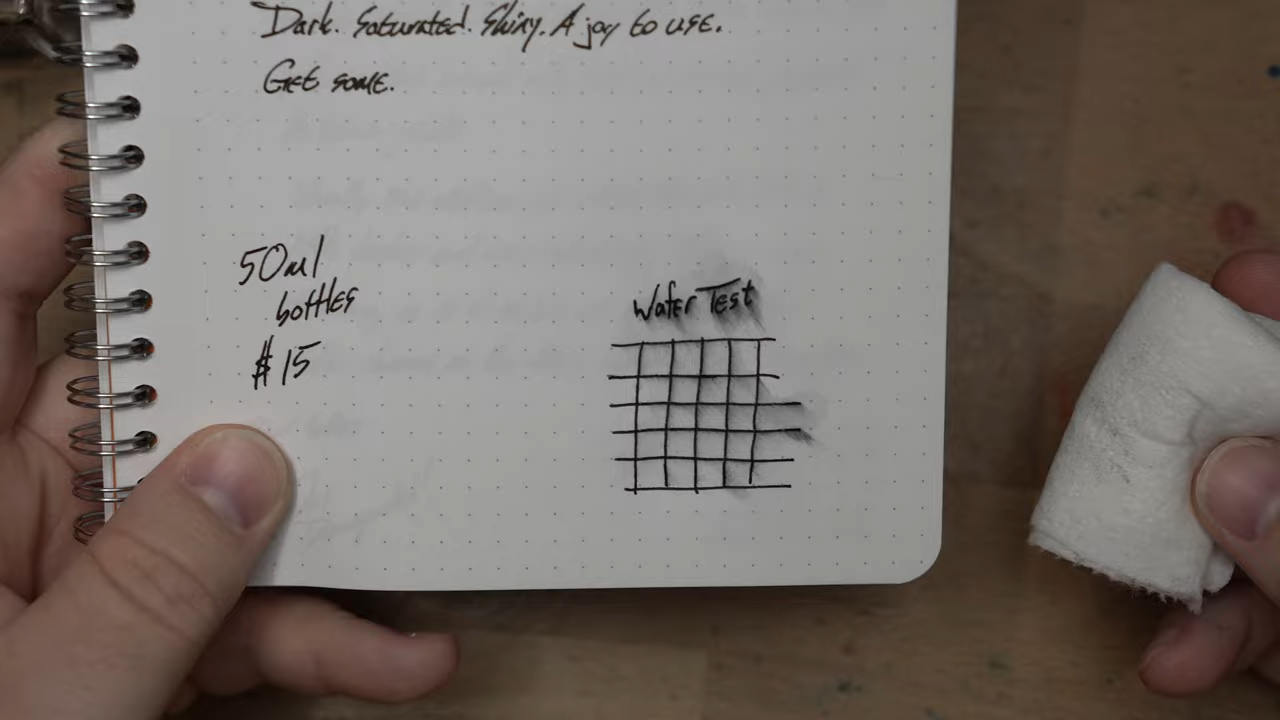 Dark. Saturated. Shiny. A joy to use.
Get some.
50ml
bottles
$15
Water Test